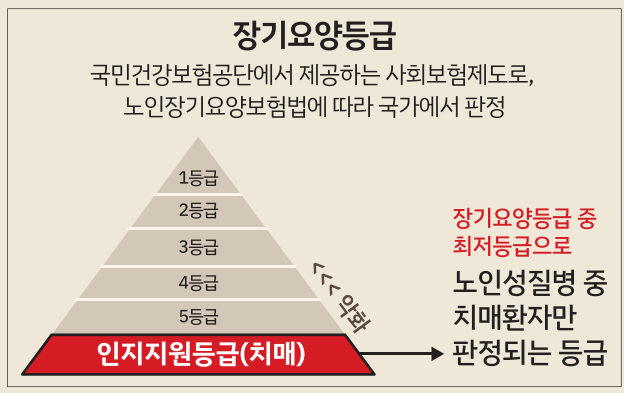 장기요양등급
국민건강보험공단에서 제공하는 사회보험제도로,
노인장기요양보험법에 따라 국가에서 판정
1등급
2등급
3등급
4등급
5등급
인지지원등급(치매)
<<< 악화
장기요양등급 중
최저등급으로
노인성질병 중
치매환자만
판정되는 등급